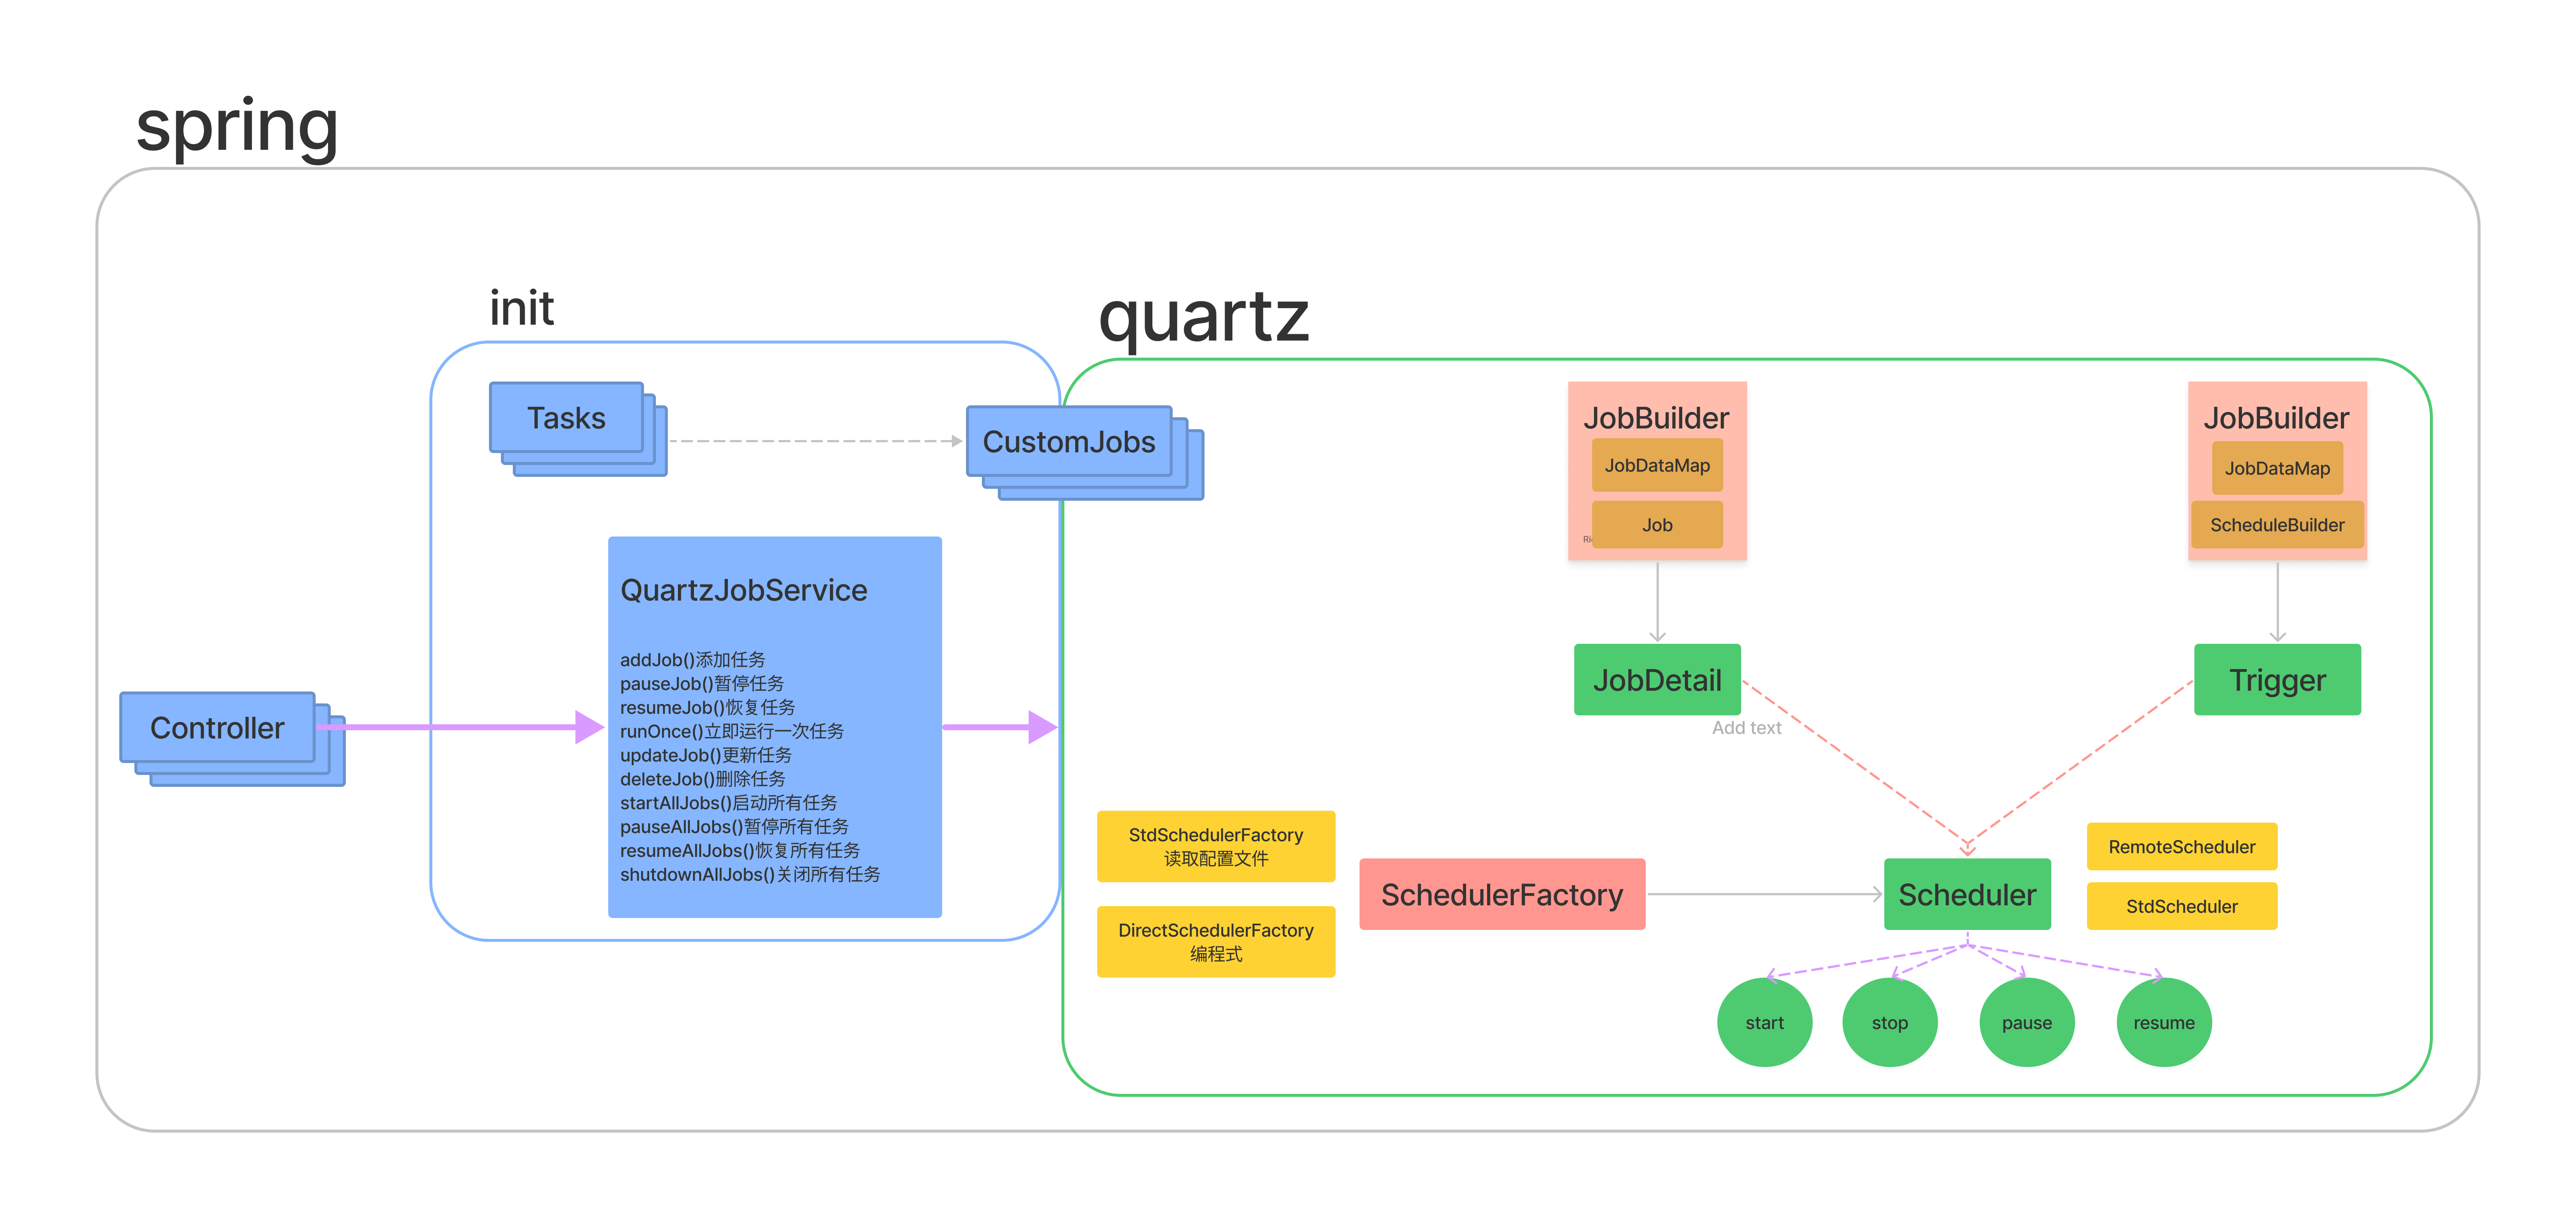 spring
init
quartz
Tasks
CustomJobs
QuartzJobService
addJob()添加任务
pauseJob()暂停任务
resumeJob()恢复任务
runOnce()立即运行一次任务
updateJob()更新任务
deleteJob()删除任务
startAllJobs()启动所有任务
pauseAllJobs()暂停所有任务
resumeAllJobs()恢复所有任务
shutdownAllJobs()关闭所有任务
Controller
JobBuilder
JobDataMap
Job
JobBuilder
JobDataMap
ScheduleBuilder
JobDetail
Add text
Trigger
StdSchedulerFactory
读取配置文件
DirectSchedulerFactory
编程式
SchedulerFactory
Scheduler
RemoteScheduler
StdScheduler
start
stop
pause
resume